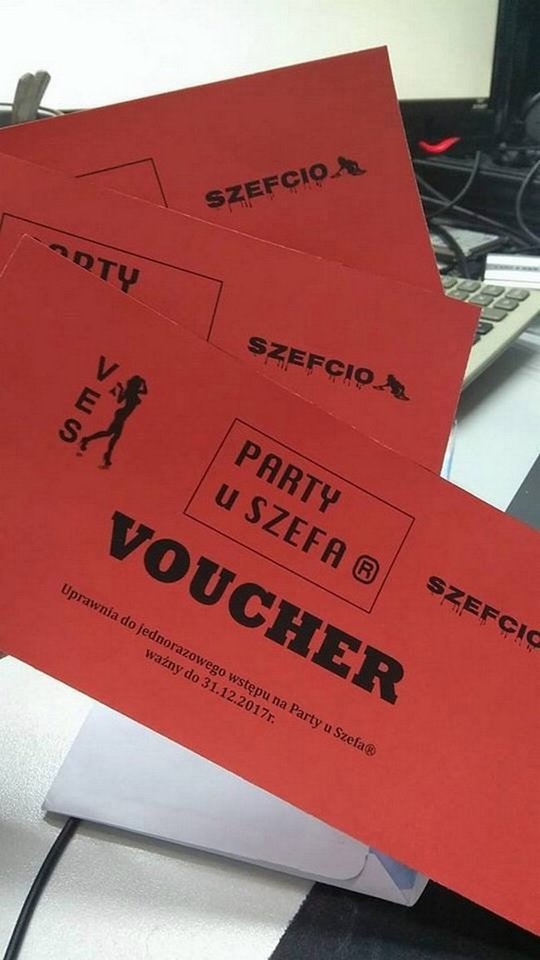 SZEFCIO
PARTY
SZEFCIO
VES
PARTY
u SZEFA ®
SZEFCIO
VOUCHER
Uprawnia do jednorazowego wstępu na Party u Szefa®
ważny do 31.12.2017r.